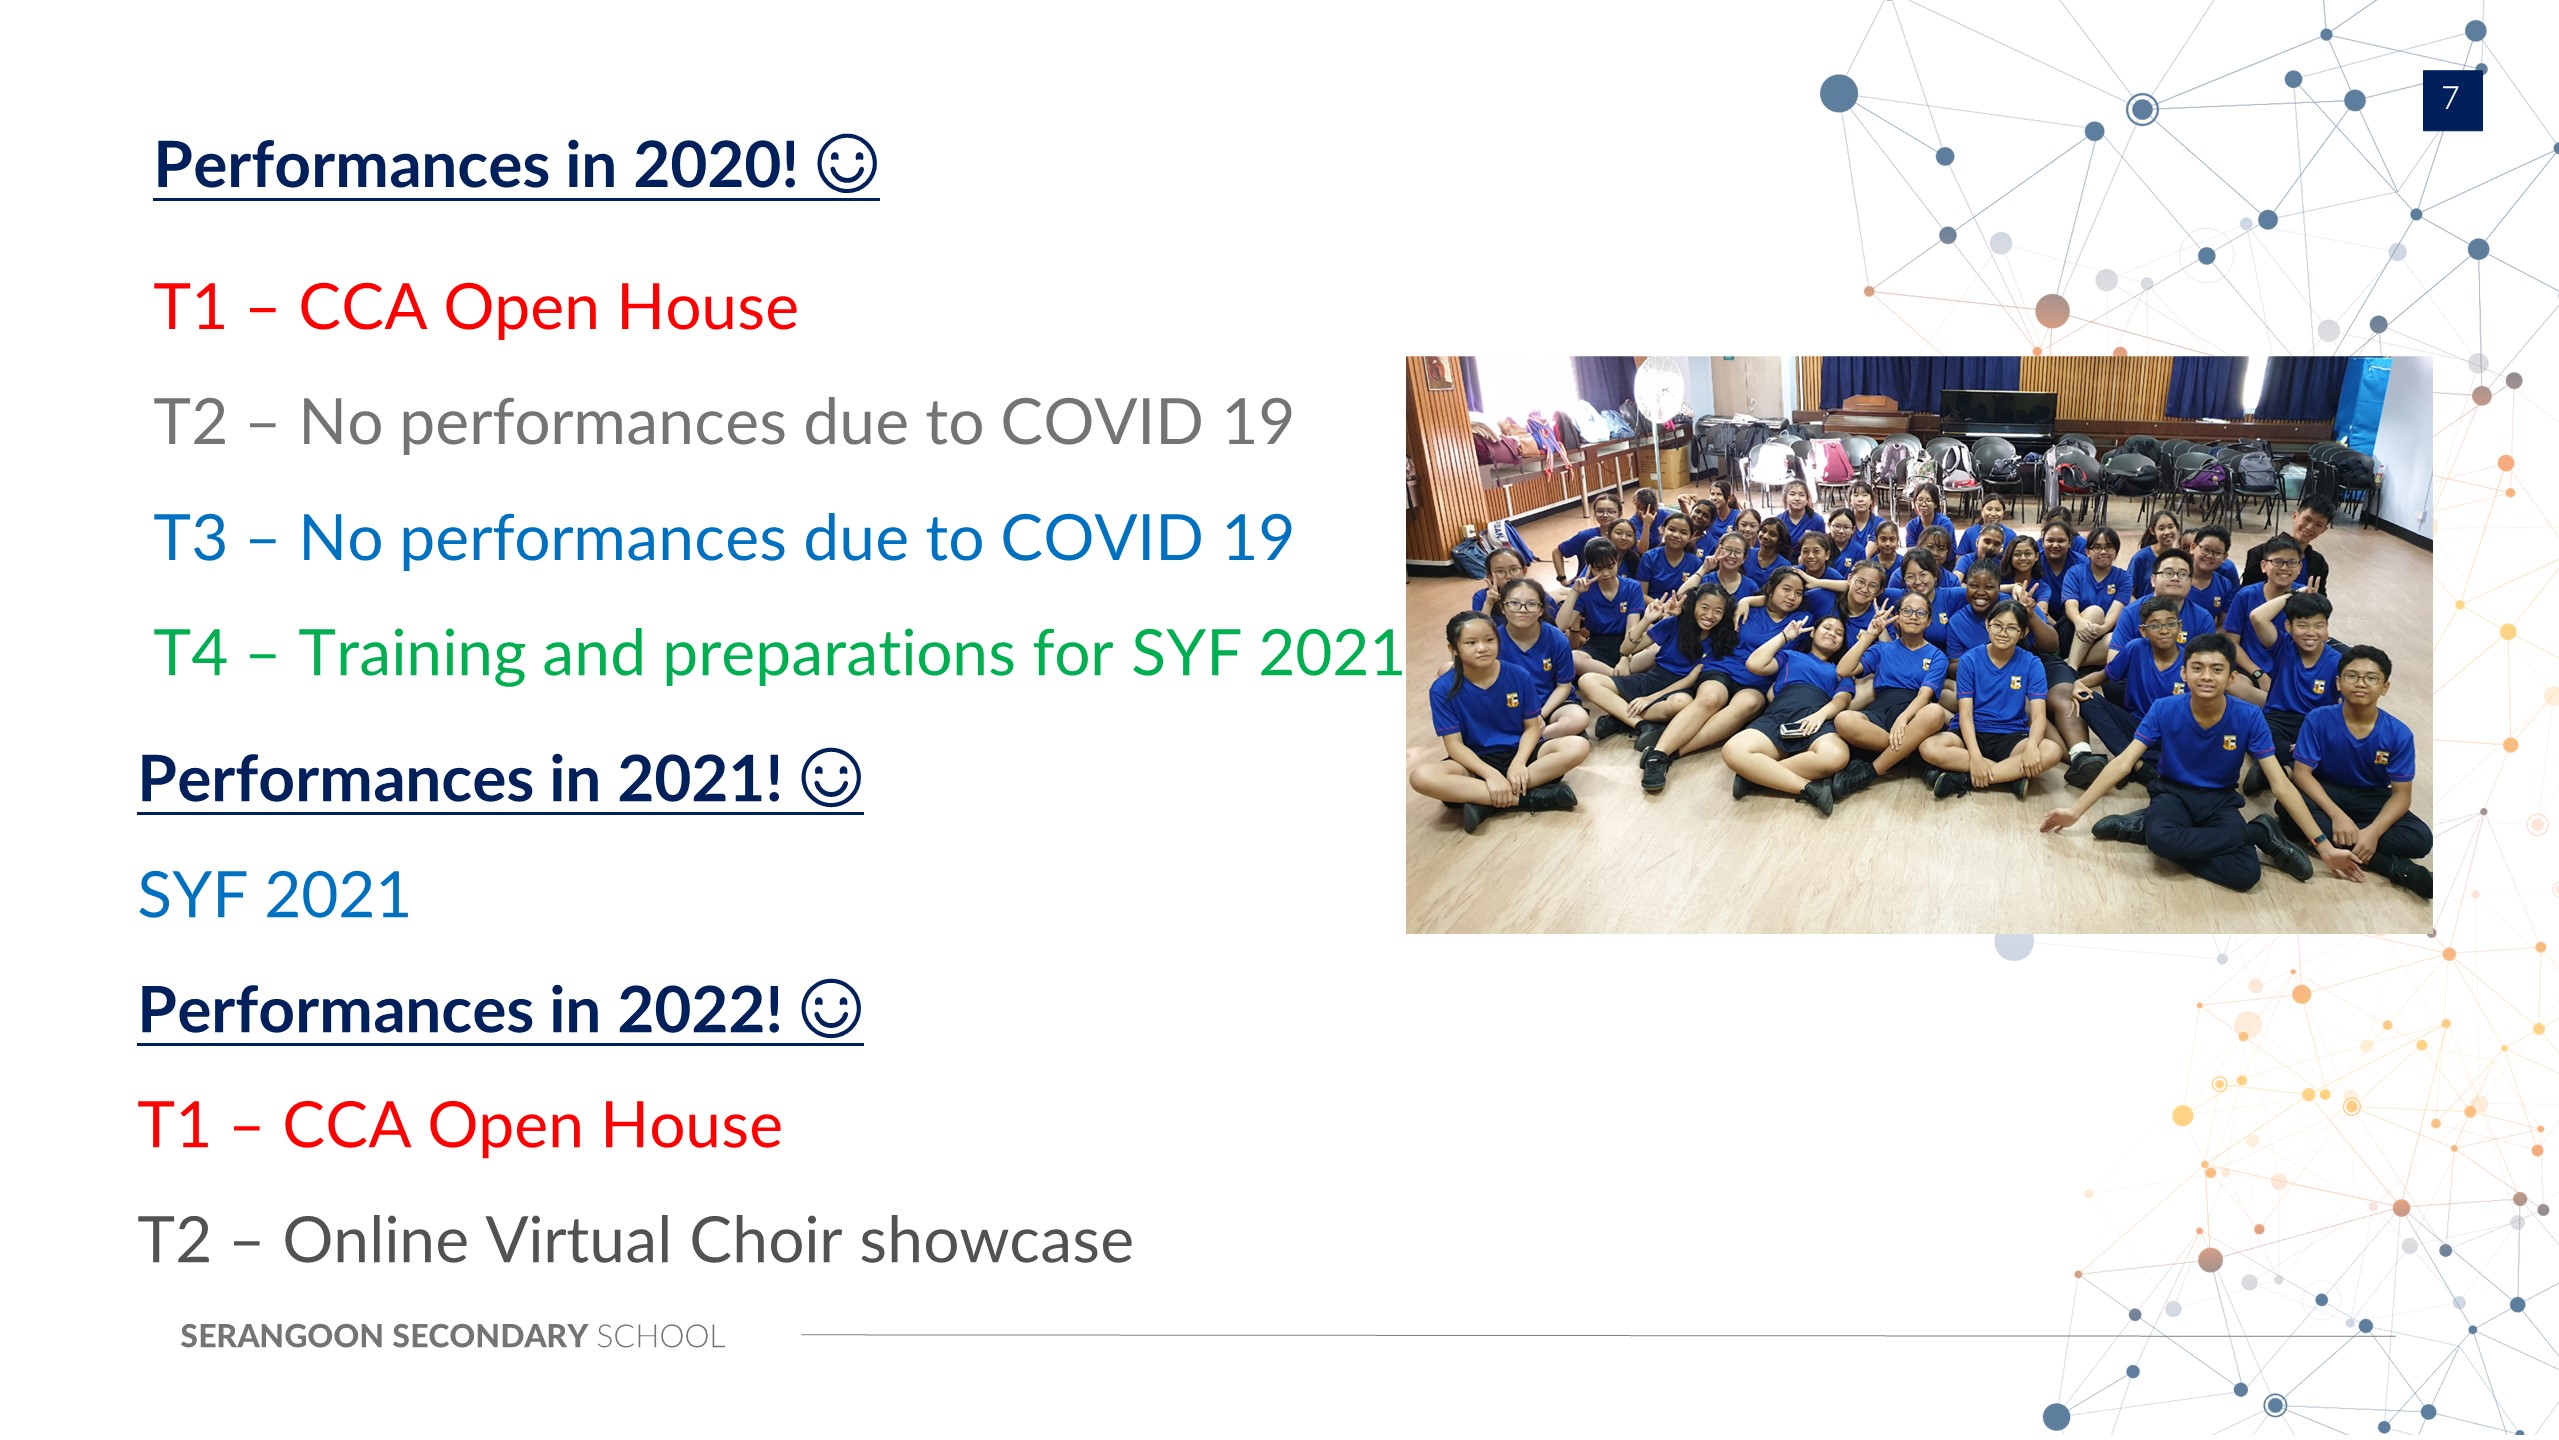 7
Performances in 2020! ☺
T1 – CCA Open House
T2 – No performances due to COVID 19
T3 – No performances due to COVID 19
T4 – Training and preparations for SYF 2021
Performances in 2021! ☺
SYF 2021
Performances in 2022! ☺
T1 – CCA Open House
T2 – Online Virtual Choir showcase
SERANGOON SECONDARY SCHOOL